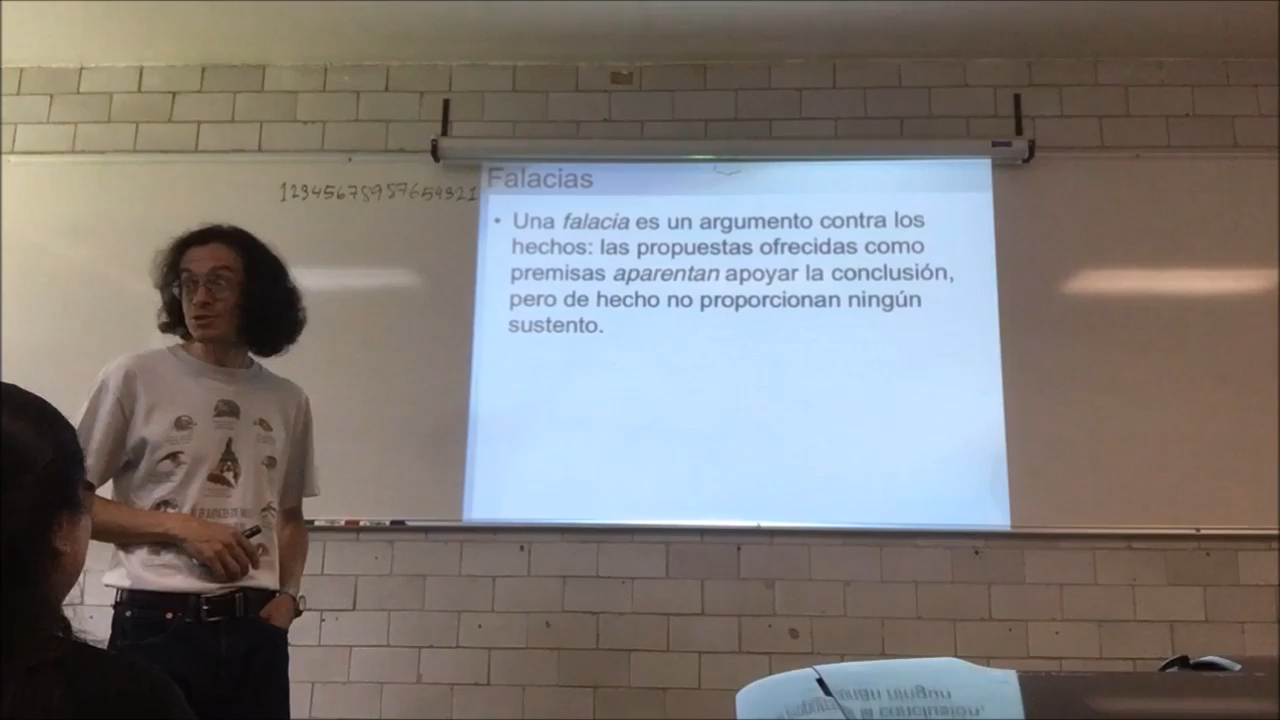 12345678987654321
Falacias
• Una falacia es un argumento contra los
hechos: las propuestas ofrecidas como
premisas aparentan apoyar la conclusión,
pero de hecho no proporcionan ningún
sustento.